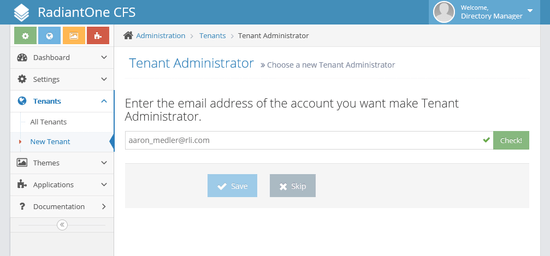 RadiantOne CFS
Welcome,
Directory Manager
Administration > Tenants > Tenant Administrator
Dashboard
Settings
Tenants
All Tenants
New Tenant
Themes
Applications
Documentation
Tenant Administrator » Choose a new Tenant Administrator
Enter the email address of the account you want make Tenant
Administrator.
aaron_medler@rli.com
Check!
Save
Skip